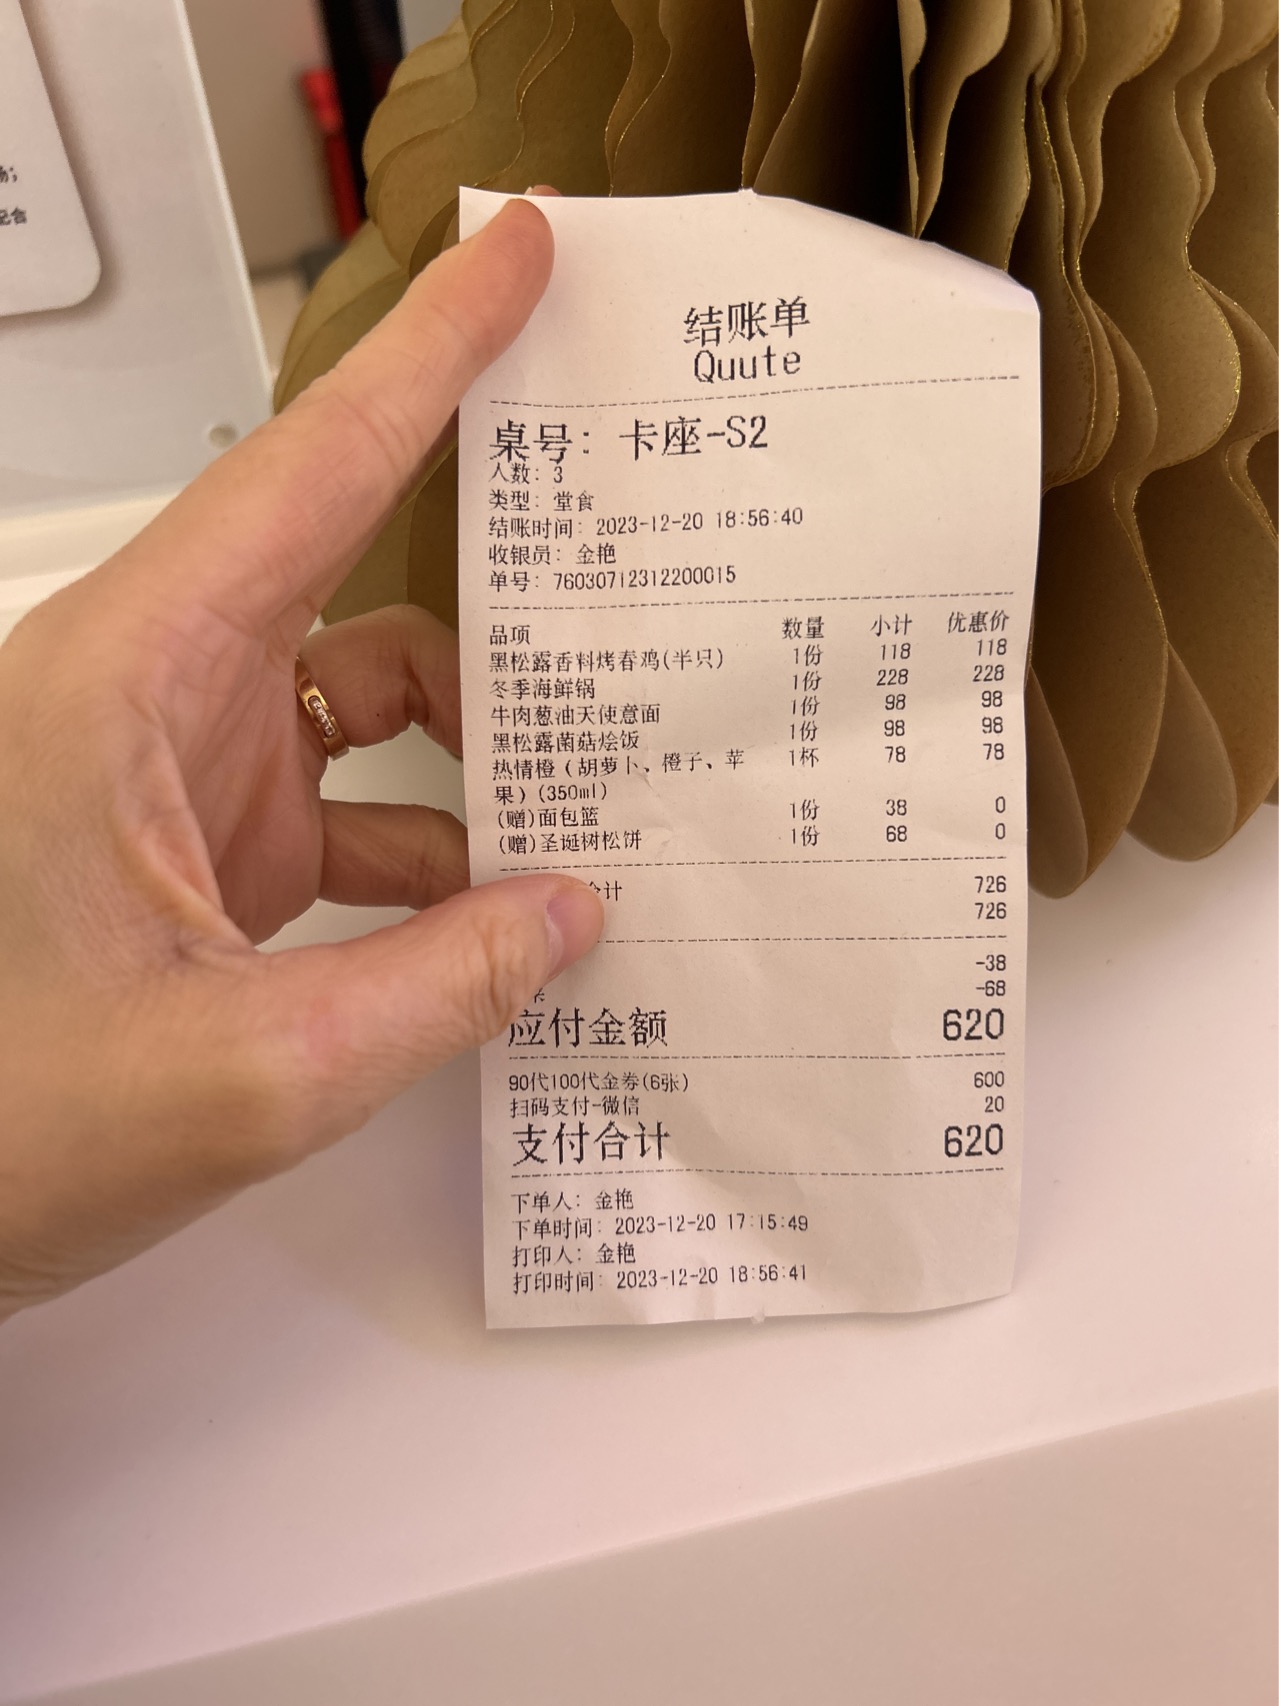 配合
结账单
Quute
桌号: 卡座-S2
人数: 3
类型: 堂食
结账时间: 2023-12-20 18:56:40
收银员: 金艳
单号: 76030712312200015
品项 数量 小计 优惠价
黑松露香料烤春鸡(半只) 1份 118 118
冬季海鲜锅 1份 228 228
牛肉葱油天使意面 1份 98 98
黑松露菌菇烩饭 1份 98 98
热情橙(胡萝卜、橙子、苹 1杯 78 78
果)(350ml)
(赠)面包篮 1份 38 0
(赠)圣诞树松饼 1份 68 0
合计 726
726
-38
-68
应付金额 620
90代100代金券(6张) 600
扫码支付-微信 20
支付合计 620
下单人: 金艳
下单时间: 2023-12-20 17:15:49
打印人: 金艳
打印时间: 2023-12-20 18:56:41